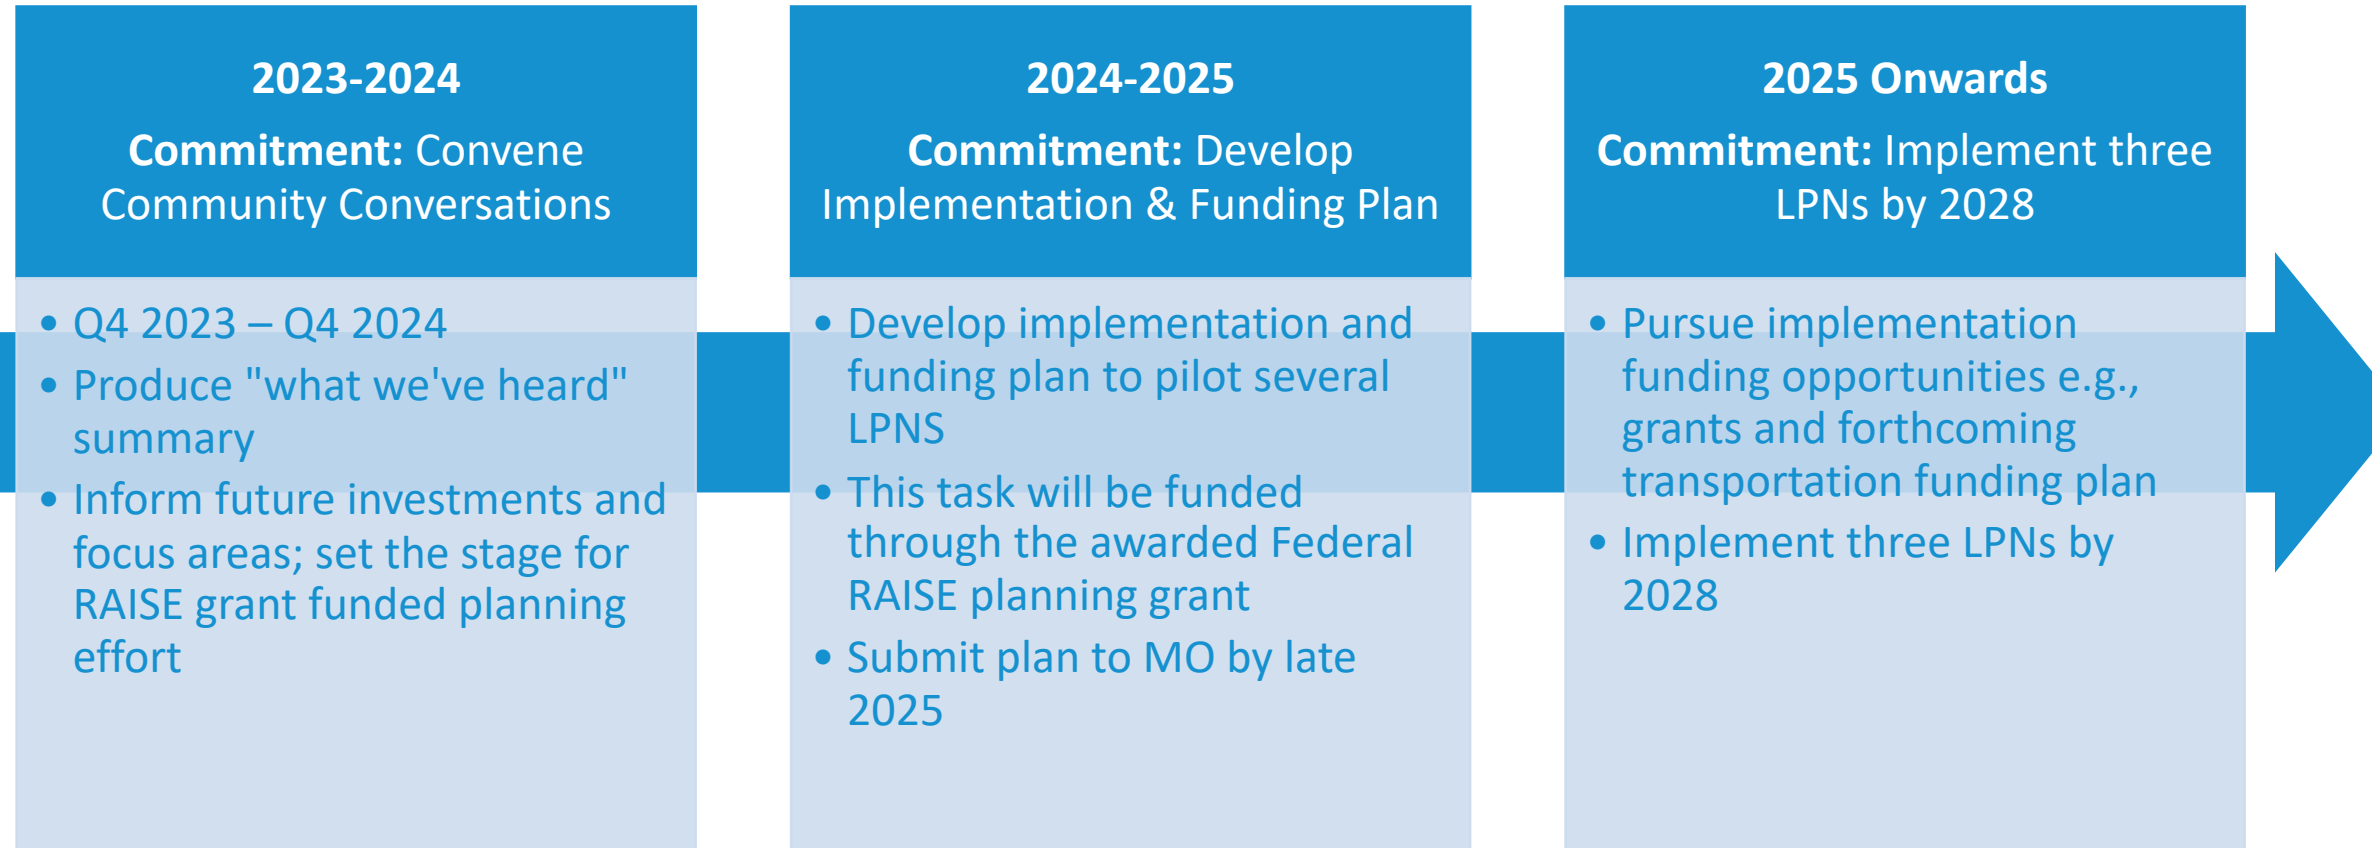 2023-2024
Commitment: Convene
Community Conversations
• Q4 2023 – Q4 2024
• Produce "what we've heard"
summary
• Inform future investments and
focus areas; set the stage for
RAISE grant funded planning
effort
2024-2025
Commitment: Develop
Implementation & Funding Plan
• Develop implementation and
funding plan to pilot several
LPNS
• This task will be funded
through the awarded Federal
RAISE planning grant
• Submit plan to MO by late
2025
2025 Onwards
Commitment: Implement three
LPNs by 2028
• Pursue implementation
funding opportunities e.g.,
grants and forthcoming
transportation funding plan
• Implement three LPNs by
2028